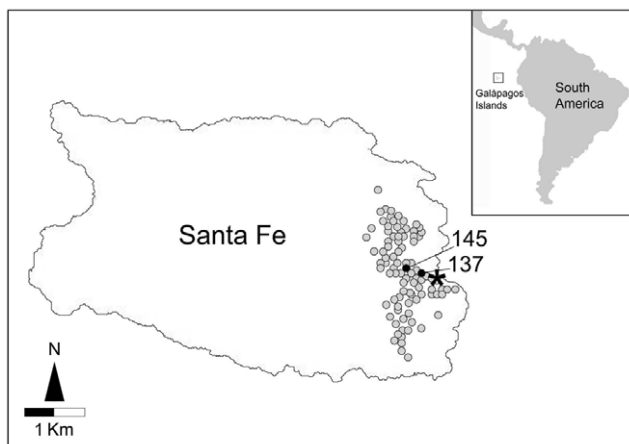 South
America
Galápagos
Islands
Santa Fe
145
137
*
N
1 Km